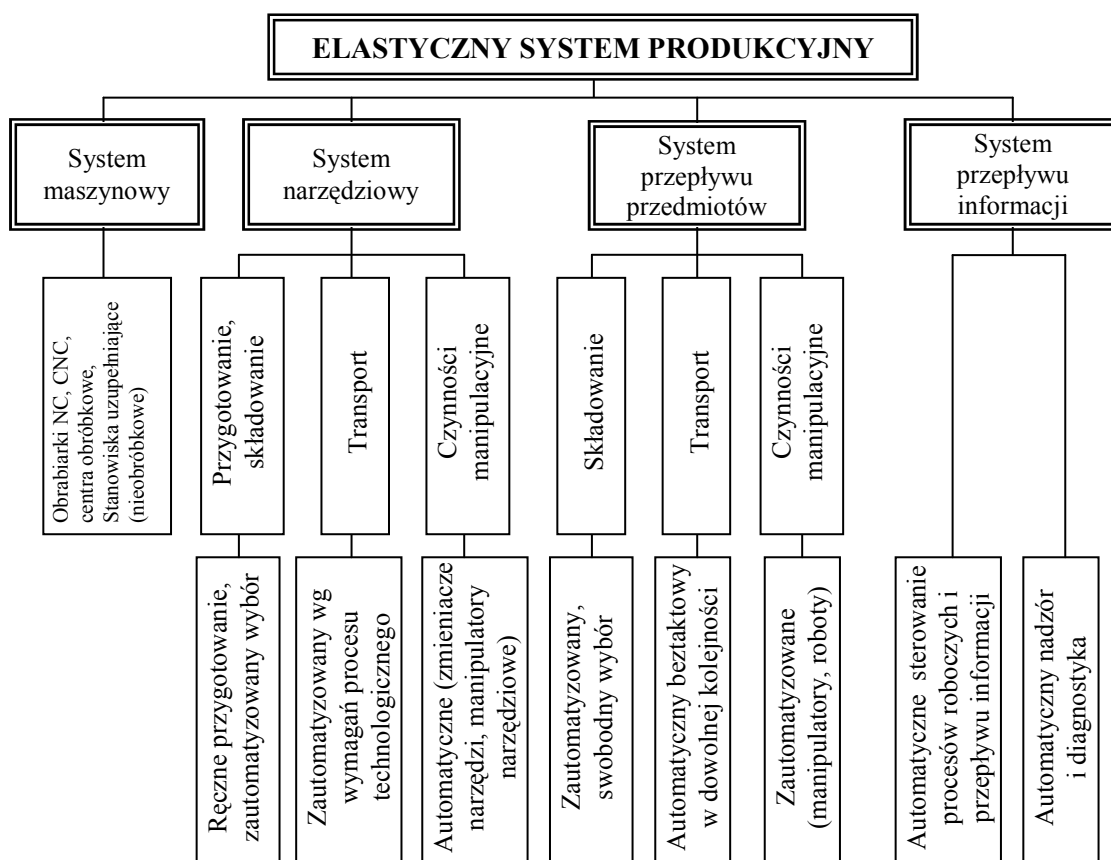 ELASTYCZNY SYSTEM PRODUKCYJNY
System
maszynowy
System
narzędziowy
System
przepływu
przedmiotów
System
przepływu
informacji
Obrabiarki NC, CNC,
centra obróbkowe,
Stanowiska uzupełniające
(nieobróbkowe)
Przygotowanie,
składowanie
Transport
Czynności
manipulacyjne
Składowanie
Transport
Czynności
manipulacyjne
Ręczne przygotowanie,
zautomatyzowany wybór
Zautomatyzowany wg
wymagań procesu
technologicznego
Automatyczne (zmieniacze
narzędzi, manipulatory
narzędziowe)
Zautomatyzowany,
swobodny wybór
Automatyczny beztaktowy
w dowolnej kolejności
Zautomatyzowane
(manipulatory, roboty)
Automatyczne sterowanie
procesów roboczych i
przepływu informacji
Automatyczny nadzór
i diagnostyka